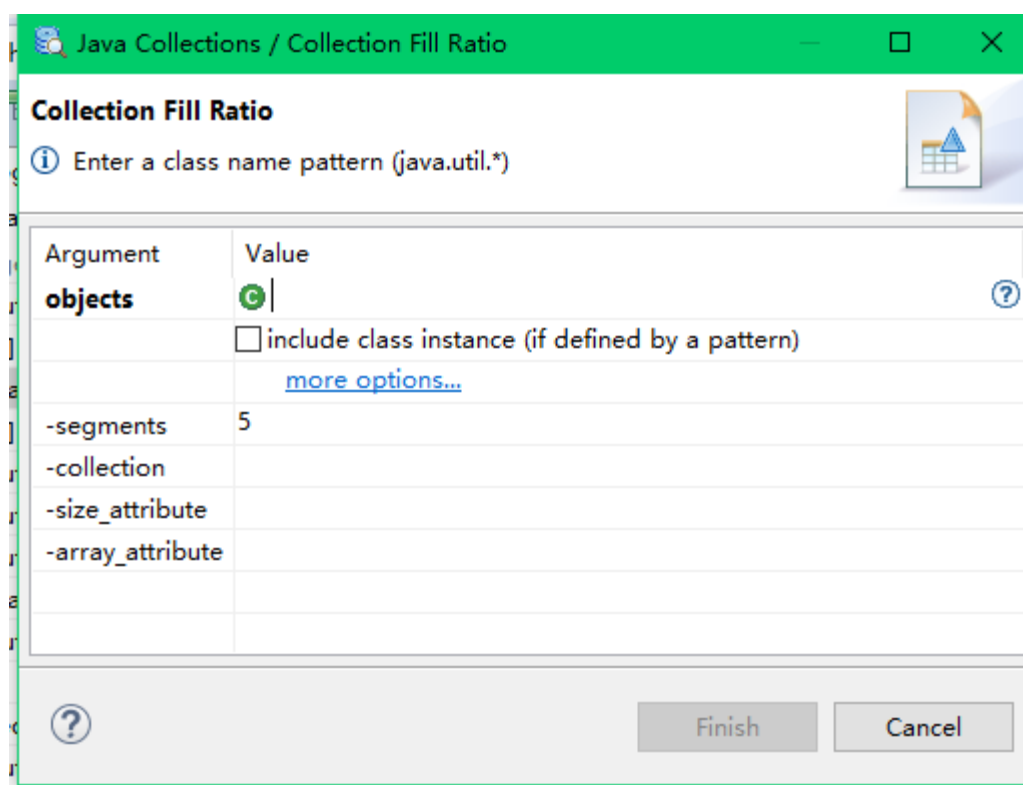 Java Collections / Collection Fill Ratio
Collection Fill Ratio
Enter a class name pattern (java.util.*)
Argument Value
objects
include class instance (if defined by a pattern)
more options...
-segments 5
-collection
-size_attribute
-array_attribute
Finish Cancel